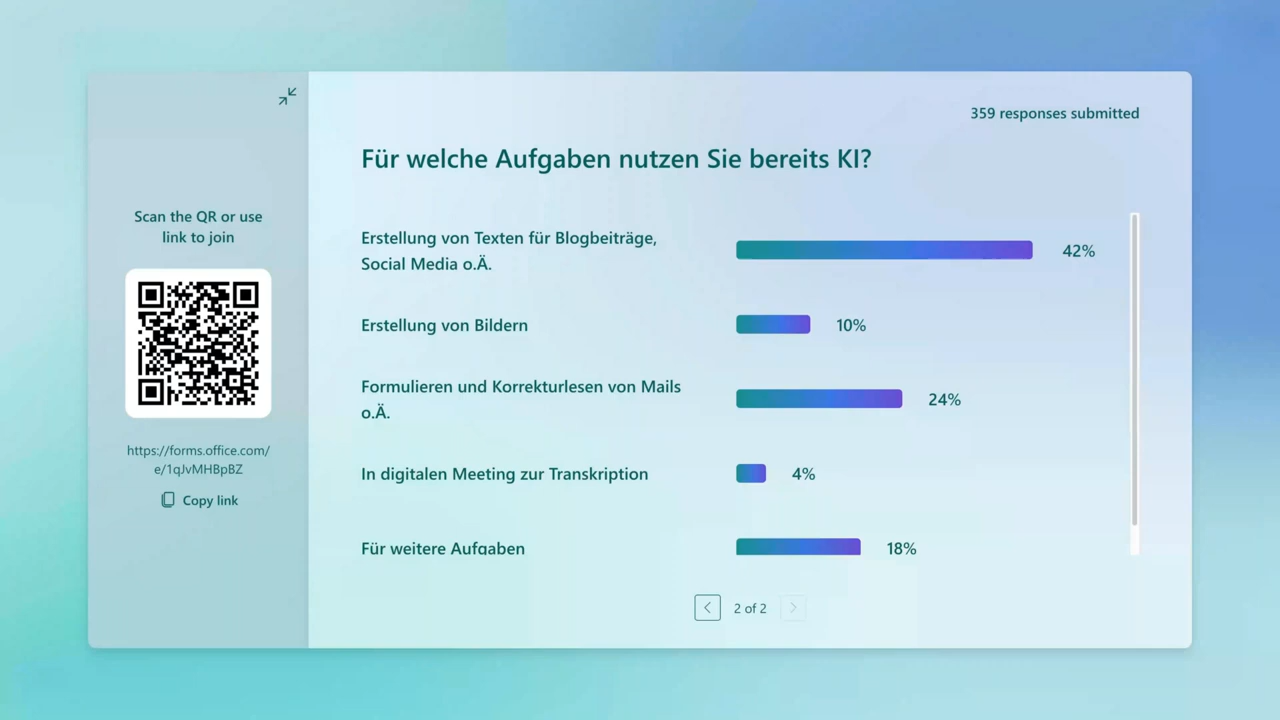 359 responses submitted
Für welche Aufgaben nutzen Sie bereits KI?
Scan the QR or use
link to join
https://forms.office.com/
e/1qJvMHBpBZ
Copy link
Erstellung von Texten für Blogbeiträge,
Social Media o.Ä.
42%
Erstellung von Bildern
10%
Formulieren und Korrekturlesen von Mails
o.Ä.
24%
In digitalen Meeting zur Transkription
4%
Für weitere Aufgaben
18%
2 of 2